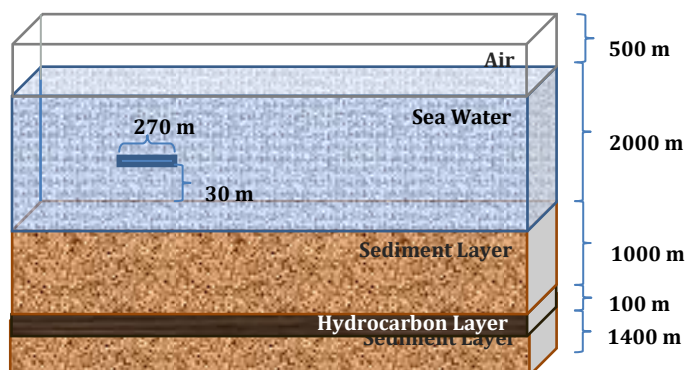 Air
500 m
Sea Water
270 m
2000 m
30 m
Sediment Layer
1000 m
100 m
Hydrocarbon Layer
Sediment Layer
1400 m